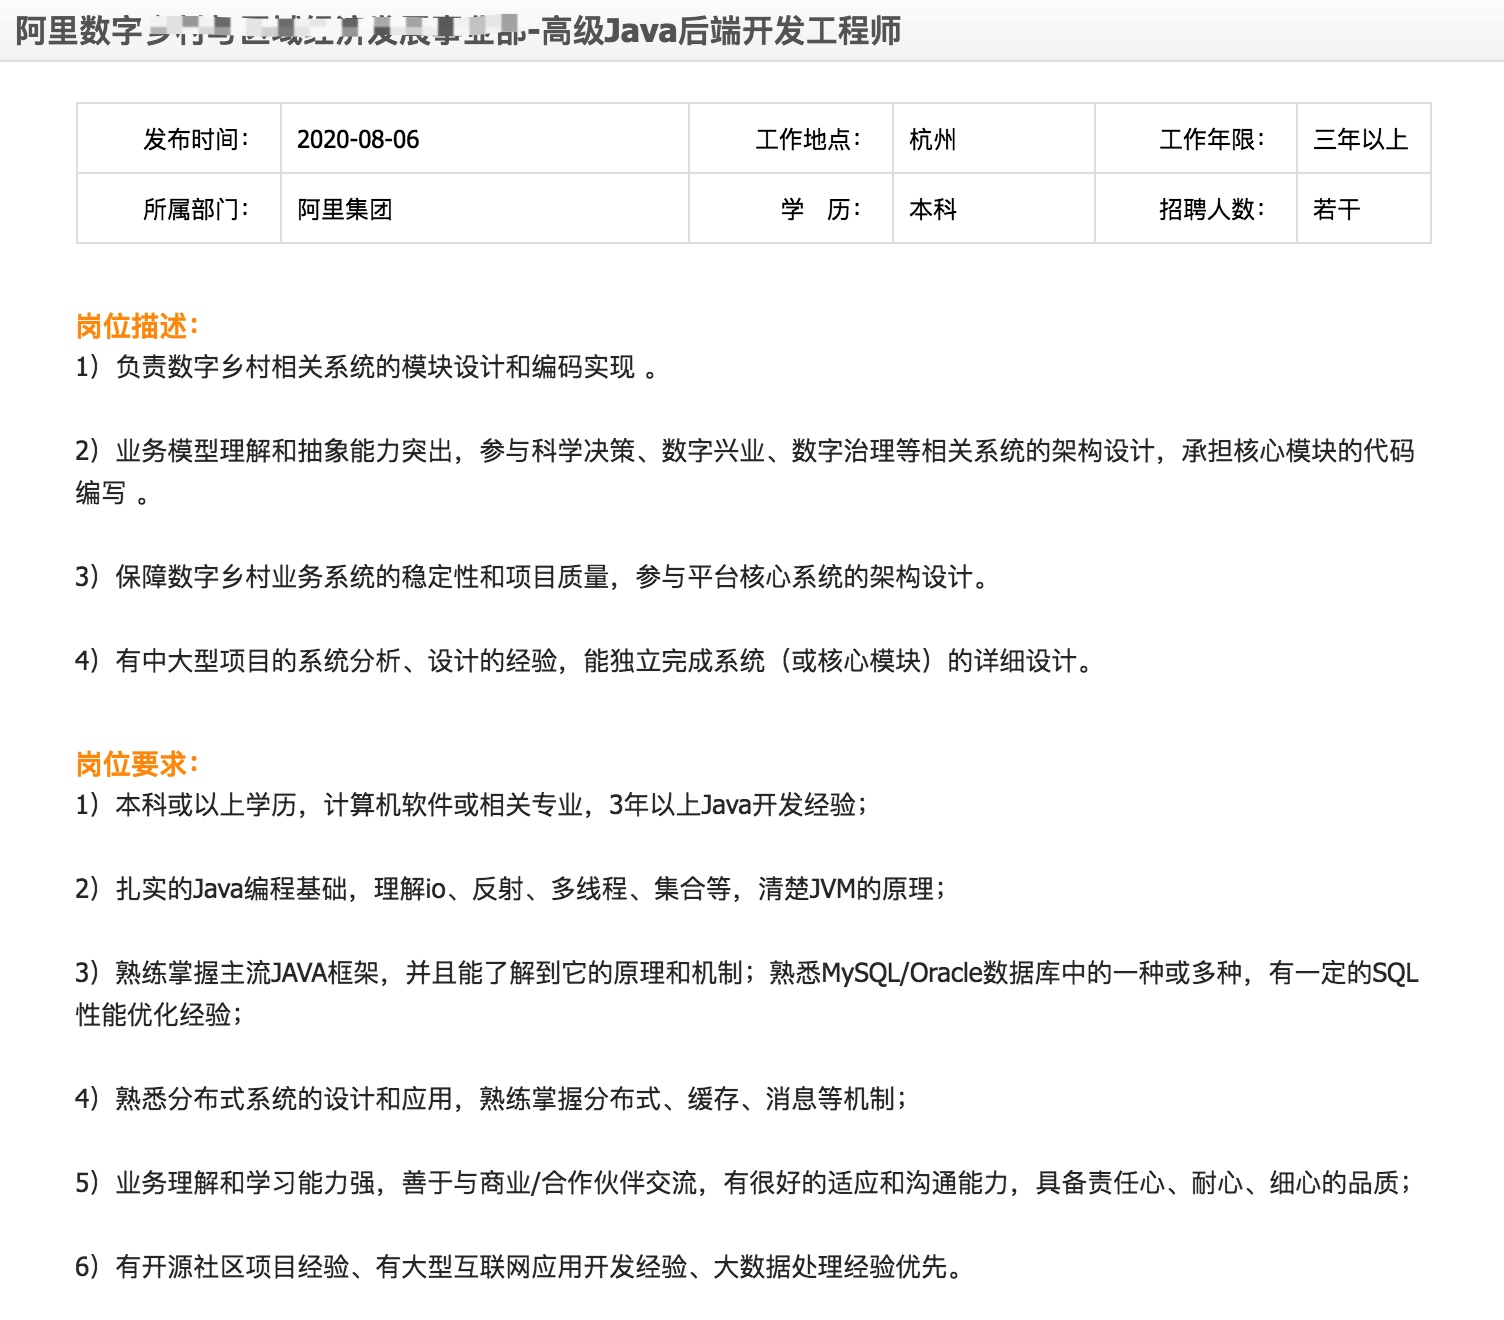 阿里数字乡村与区域经济发展事业部-高级Java后端开发工程师
发布时间： 2020-08-06 工作地点： 杭州 工作年限： 三年以上
所属部门： 阿里集团 学 历： 本科 招聘人数： 若干
岗位描述：
1）负责数字乡村相关系统的模块设计和编码实现 。
2）业务模型理解和抽象能力突出，参与科学决策、数字兴业、数字治理等相关系统的架构设计，承担核心模块的代码
编写 。
3）保障数字乡村业务系统的稳定性和项目质量，参与平台核心系统的架构设计。
4）有中大型项目的系统分析、设计的经验，能独立完成系统（或核心模块）的详细设计。
岗位要求：
1）本科或以上学历，计算机软件或相关专业，3年以上Java开发经验；
2）扎实的Java编程基础，理解io、反射、多线程、集合等，清楚JVM的原理；
3）熟练掌握主流JAVA框架，并且能了解到它的原理和机制；熟悉MySQL/Oracle数据库中的一种或多种，有一定的SQL
性能优化经验；
4）熟悉分布式系统的设计和应用，熟练掌握分布式、缓存、消息等机制；
5）业务理解和学习能力强，善于与商业/合作伙伴交流，有很好的适应和沟通能力，具备责任心、耐心、细心的品质；
6）有开源社区项目经验、有大型互联网应用开发经验、大数据处理经验优先。